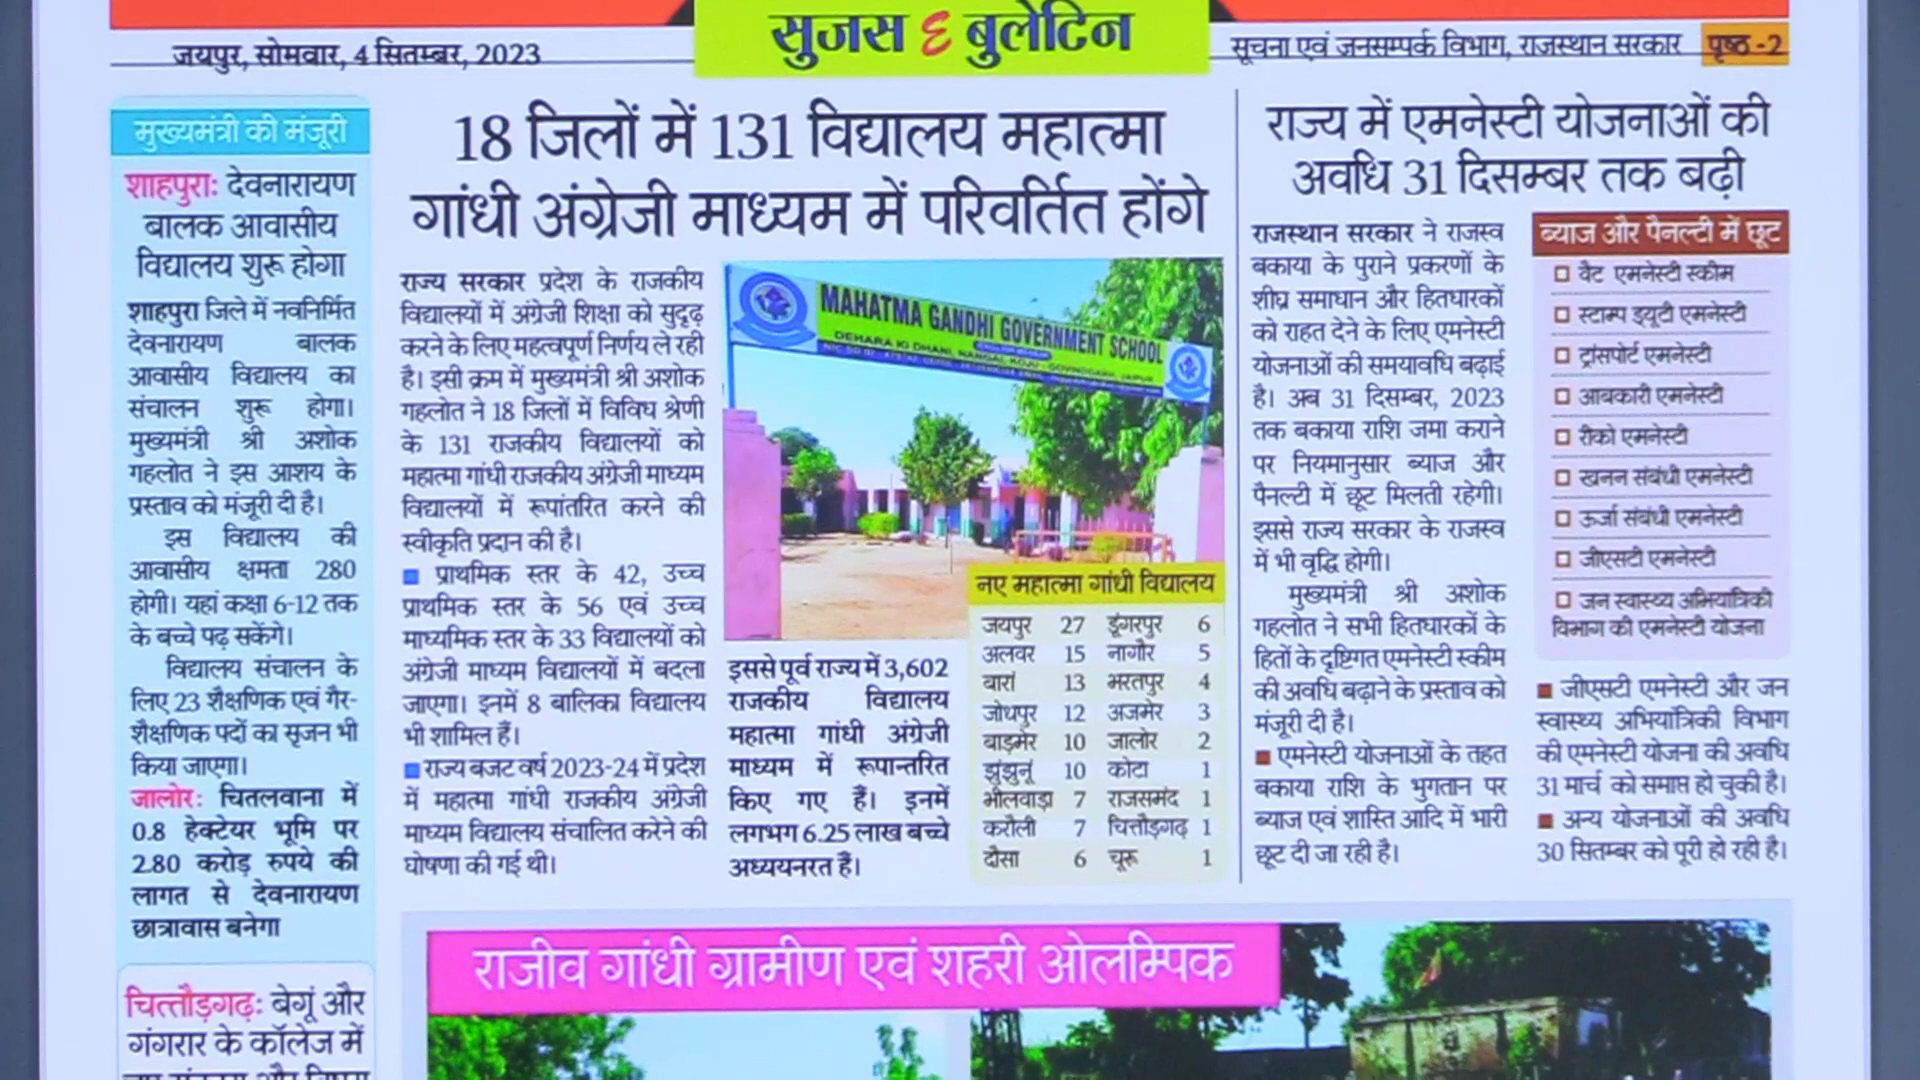 जयपुर, सोमवार, 4 सितम्बर, 2023
सुजस e बुलेटिन
सूचना एवं जनसम्पर्क विभाग, राजस्थान सरकार
पृष्ठ -2
मुख्यमंत्री की मंजूरी
शाहपुराः देवनारायण
बालक आवासीय
विद्यालय शुरू होगा
शाहपुरा जिले में नवनिर्मित
देवनारायण बालक
आवासीय विद्यालय का
संचालन शुरू होगा।
मुख्यमंत्री श्री अशोक
गहलोत ने इस आशय के
प्रस्ताव को मंजूरी दी है।
इस विद्यालय की
आवासीय क्षमता 280
होगी। यहां कक्षा 6-12 तक
के बच्चे पढ़ सकेंगे।
विद्यालय संचालन के
लिए 23 शैक्षणिक एवं गैर-
शैक्षणिक पदों का सृजन भी
किया जाएगा।
जालोरः चितलवाना में
0.8 हेक्टेयर भूमि पर
2.80 करोड़ रुपये की
लागत से देवनारायण
छात्रावास बनेगा
चित्तौड़गढ़ः बेगूं और
गंगरार के कॉलेज में
18 जिलों में 131 विद्यालय महात्मा
गांधी अंग्रेजी माध्यम में परिवर्तित होंगे
राज्य सरकार प्रदेश के राजकीय
विद्यालयों में अंग्रेजी शिक्षा को सुदृढ़
करने के लिए महत्वपूर्ण निर्णय ले रही
है। इसी क्रम में मुख्यमंत्री श्री अशोक
गहलोत ने 18 जिलों में विविध श्रेणी
के 131 राजकीय विद्यालयों को
महात्मा गांधी राजकीय अंग्रेजी माध्यम
विद्यालयों में रूपांतरित करने की
स्वीकृति प्रदान की है।
■ प्राथमिक स्तर के 42, उच्च
प्राथमिक स्तर के 56 एवं उच्च
माध्यमिक स्तर के 33 विद्यालयों को
अंग्रेजी माध्यम विद्यालयों में बदला
जाएगा। इनमें 8 बालिका विद्यालय
भी शामिल हैं।
■ राज्य बजट वर्ष 2023-24 में प्रदेश
में महात्मा गांधी राजकीय अंग्रेजी
माध्यम विद्यालय संचालित करेने की
घोषणा की गई थी।
MAHATMA GANDHI GOVERNMENT SCHOOL
DEHARA KI DHANI, NANGAL KOJU - GOVINDGARH, JAIPUR
इससे पूर्व राज्य में 3,602
राजकीय विद्यालय
महात्मा गांधी अंग्रेजी
माध्यम में रूपान्तरित
किए गए हैं। इनमें
लगभग 6.25 लाख बच्चे
अध्ययनरत हैं।
नए महात्मा गांधी विद्यालय
जयपुर 27 डूंगरपुर 6
अलवर 15 नागौर 5
बारां 13 भरतपुर 4
जोधपुर 12 अजमेर 3
बाड़मेर 10 जालोर 2
झुंझुनूं 10 कोटा 1
भीलवाड़ा 7 राजसमंद 1
करौली 7 चित्तौड़गढ़ 1
दौसा 6 चूरू 1
राज्य में एमनेस्टी योजनाओं की
अवधि 31 दिसम्बर तक बढ़ी
राजस्थान सरकार ने राजस्व
बकाया के पुराने प्रकरणों के
शीघ्र समाधान और हितधारकों
को राहत देने के लिए एमनेस्टी
योजनाओं की समयावधि बढ़ाई
है। अब 31 दिसम्बर, 2023
तक बकाया राशि जमा कराने
पर नियमानुसार ब्याज और
पैनल्टी में छूट मिलती रहेगी।
इससे राज्य सरकार के राजस्व
में भी वृद्धि होगी।
मुख्यमंत्री श्री अशोक
गहलोत ने सभी हितधारकों के
हितों के दृष्टिगत एमनेस्टी स्कीम
की अवधि बढ़ाने के प्रस्ताव को
मंजूरी दी है।
■ एमनेस्टी योजनाओं के तहत
बकाया राशि के भुगतान पर
ब्याज एवं शास्ति आदि में भारी
छूट दी जा रही है।
ब्याज और पैनल्टी में छूट
वैट एमनेस्टी स्कीम
स्टाम्प ड्यूटी एमनेस्टी
ट्रांसपोर्ट एमनेस्टी
आबकारी एमनेस्टी
रीको एमनेस्टी
खनन संबंधी एमनेस्टी
ऊर्जा संबंधी एमनेस्टी
जीएसटी एमनेस्टी
जन स्वास्थ्य अभियांत्रिकी
विभाग की एमनेस्टी योजना
■ जीएसटी एमनेस्टी और जन
स्वास्थ्य अभियांत्रिकी विभाग
की एमनेस्टी योजना की अवधि
31 मार्च को समाप्त हो चुकी है।
■ अन्य योजनाओं की अवधि
30 सितम्बर को पूरी हो रही है।
राजीव गांधी ग्रामीण एवं शहरी ओलम्पिक